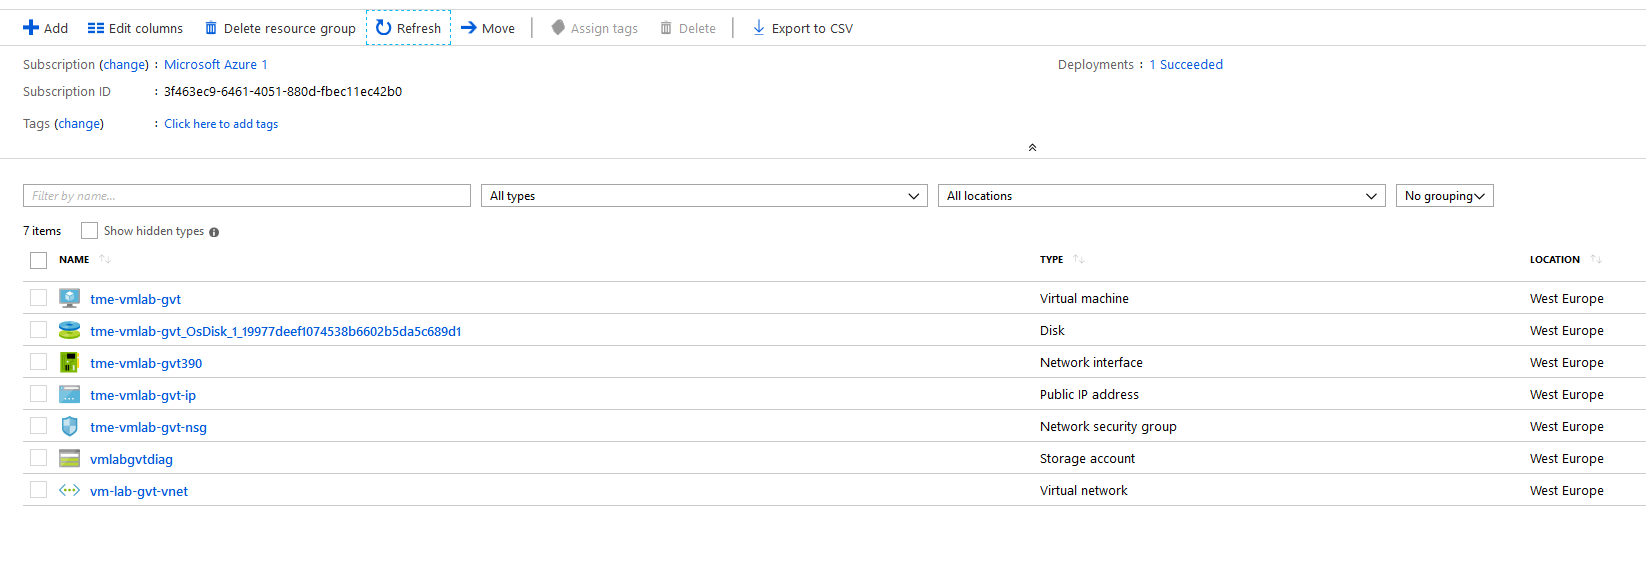 Add Edit columns Delete resource group Refresh Move Assign tags Delete Export to CSV
Subscription (change) : Microsoft Azure 1 Deployments : 1 Succeeded
Subscription ID : 3f463ec9-6461-4051-880d-fbec11ec42b0
Tags (change) : Click here to add tags
Filter by name... All types All locations No grouping
7 items Show hidden types
NAME TYPE LOCATION
tme-vmlab-gvt Virtual machine West Europe
tme-vmlab-gvt_OsDisk_1_19977deef1074538b6602b5da5c689d1 Disk West Europe
tme-vmlab-gvt390 Network interface West Europe
tme-vmlab-gvt-ip Public IP address West Europe
tme-vmlab-gvt-nsg Network security group West Europe
vmlabgvtdiag Storage account West Europe
vm-lab-gvt-vnet Virtual network West Europe